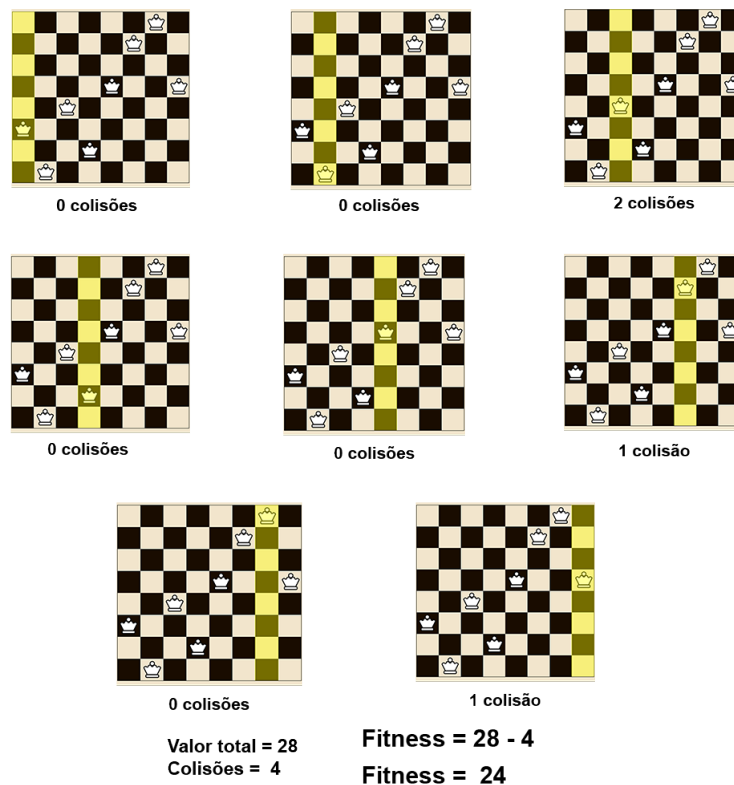 0 colisões
0 colisões
2 colisões
0 colisões
0 colisões
1 colisão
0 colisões
1 colisão
Valor total = 28
Colisões = 4
Fitness = 28 - 4
Fitness = 24